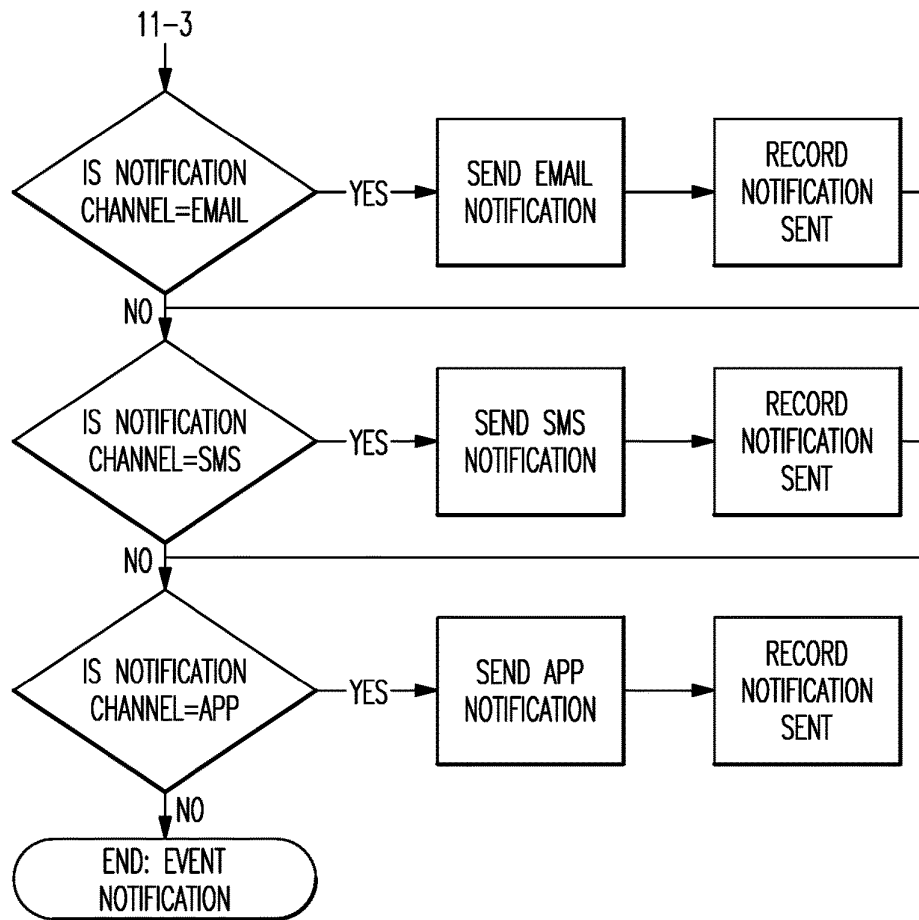 11-3
IS NOTIFICATION
CHANNEL=EMAIL
YES
SEND EMAIL
NOTIFICATION
RECORD
NOTIFICATION
SENT
NO
IS NOTIFICATION
CHANNEL=SMS
YES
SEND SMS
NOTIFICATION
RECORD
NOTIFICATION
SENT
NO
IS NOTIFICATION
CHANNEL=APP
YES
SEND APP
NOTIFICATION
RECORD
NOTIFICATION
SENT
NO
END: EVENT
NOTIFICATION